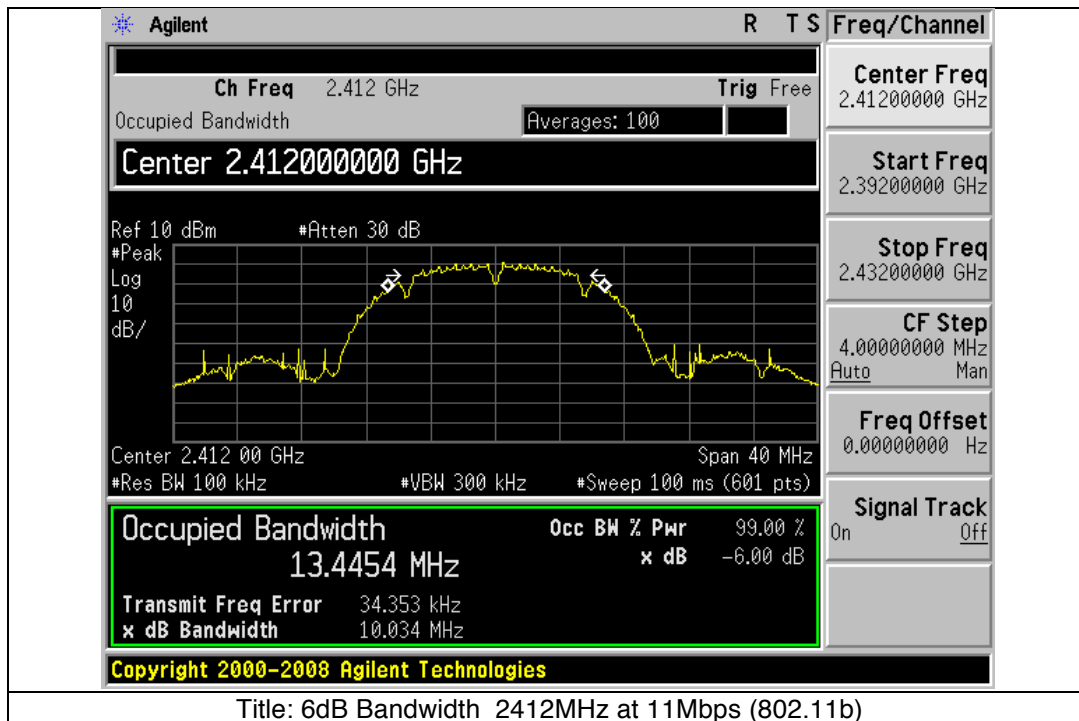 Agilent R T S Freq/Channel
Ch Freq 2.412 GHz Trig Free
Occupied Bandwidth Averages: 100
Center 2.412000000 GHz
Ref 10 dBm #Atten 30 dB
#Peak
Log
10
dB/
Center 2.412 00 GHz Span 40 MHz
#Res BW 100 kHz #VBW 300 kHz #Sweep 100 ms (601 pts)
Occupied Bandwidth Occ BW % Pwr 99.00 %
13.4454 MHz x dB -6.00 dB
Transmit Freq Error 34.353 kHz
x dB Bandwidth 10.034 MHz
Copyright 2000-2008 Agilent Technologies
Center Freq
2.41200000 GHz
Start Freq
2.39200000 GHz
Stop Freq
2.43200000 GHz
CF Step
4.00000000 MHz
Auto Man
Freq Offset
0.00000000 Hz
Signal Track
On Off
Title: 6dB Bandwidth 2412MHz at 11Mbps (802.11b)